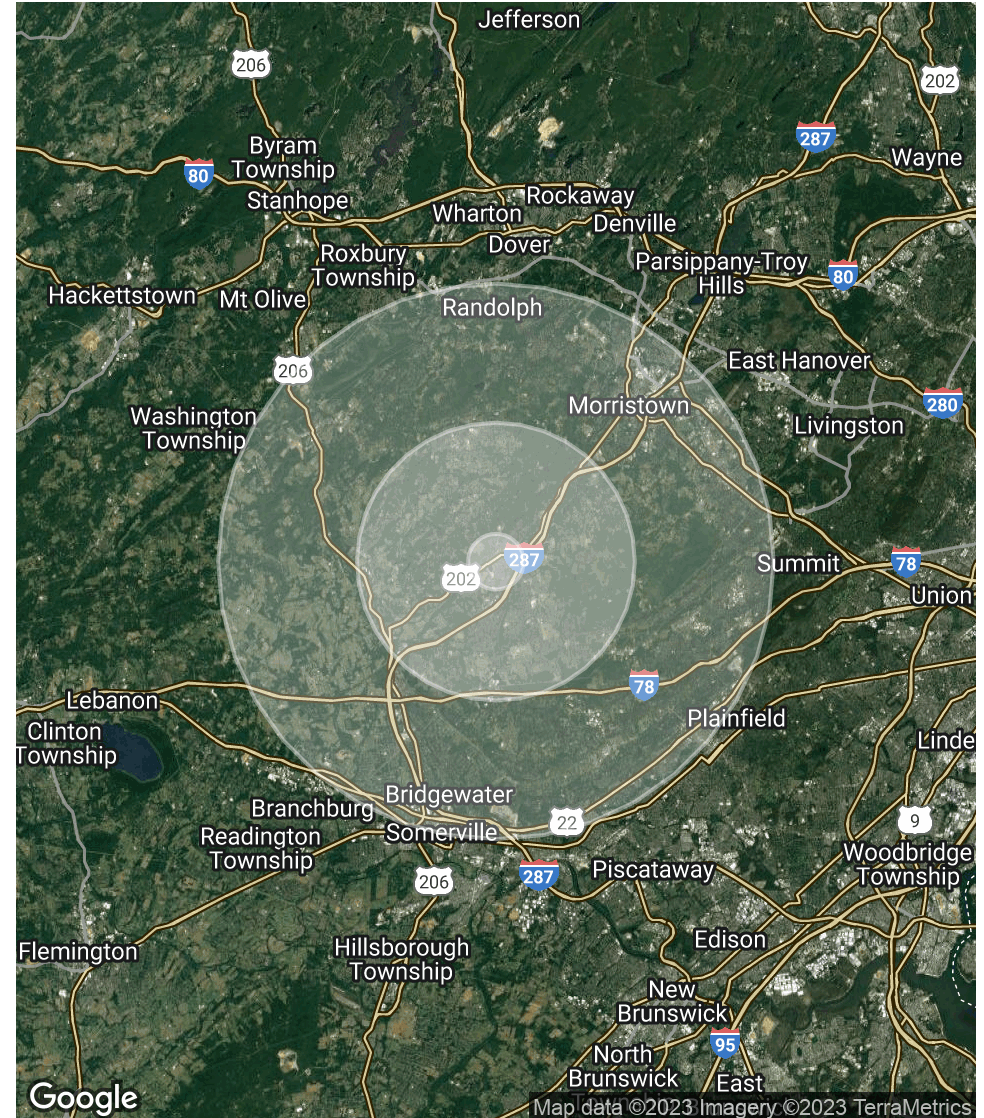 Jefferson
206
202
287
Byram
Township
Wayne
80
Stanhope
Rockaway
Wharton
Denville
Dover
Roxbury
Township
Parsippany-Troy
Hills
80
Hackettstown
Mt Olive
Randolph
East Hanover
206
280
Morristown
Washington
Township
Livingston
287
Summit
78
202
Union
78
Lebanon
Plainfield
Clinton
Township
Linde
Bridgewater
Branchburg
22
9
Somerville
Readington
Township
Woodbridge
Township
287
Piscataway
206
Edison
Flemington
Hillsborough
Township
New
Brunswick
95
North
Brunswick
East
Google
Map data ©2023 Imagery ©2023 TerraMetrics